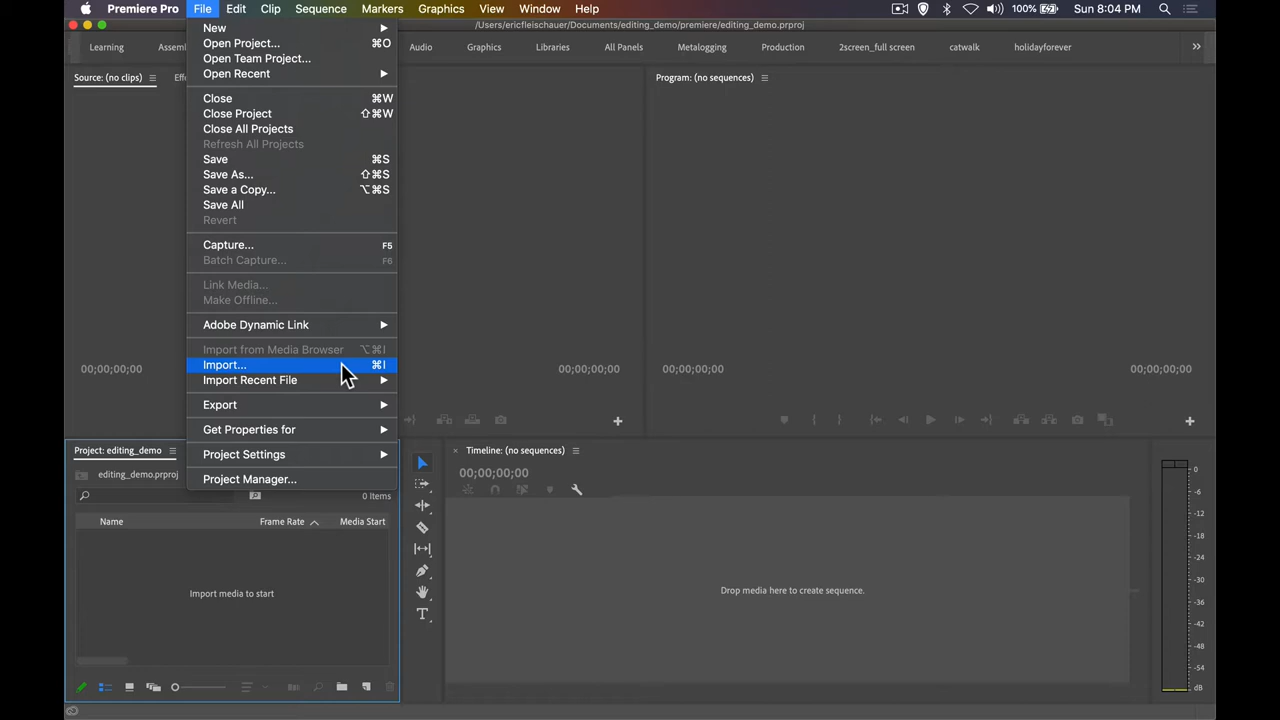 Premiere Pro File Edit Clip Sequence Markers Graphics View Window Help 100% Sun 8:04 PM
/Users/ericfleischauer/Documents/editing_demo/premiere/editing_demo.prproj
Learning Assem Audio Graphics Libraries All Panels Metalogging Production 2screen_full screen catwalk holidayforever
New
Open Project... ⌘O
Open Team Project...
Open Recent
Close ⌘W
Close Project ⇧⌘W
Close All Projects
Refresh All Projects
Save ⌘S
Save As... ⇧⌘S
Save a Copy... ⌥⌘S
Save All
Revert
Capture... F5
Batch Capture... F6
Link Media...
Make Offline...
Adobe Dynamic Link
Import from Media Browser ⌥⌘I
Import... ⌘I
Import Recent File
Export
Get Properties for
Project Settings
Project Manager...
Source: (no clips) Eff
00;00;00;00 00;00;00;00
Program: (no sequences)
00;00;00;00 00;00;00;00
Project: editing_demo
editing_demo.prproj
0 Items
Name Frame Rate Media Start
Import media to start
Timeline: (no sequences)
00;00;00;00
Drop media here to create sequence.
0
-6
-12
-18
-24
-30
-36
-42
-48
-54
dB